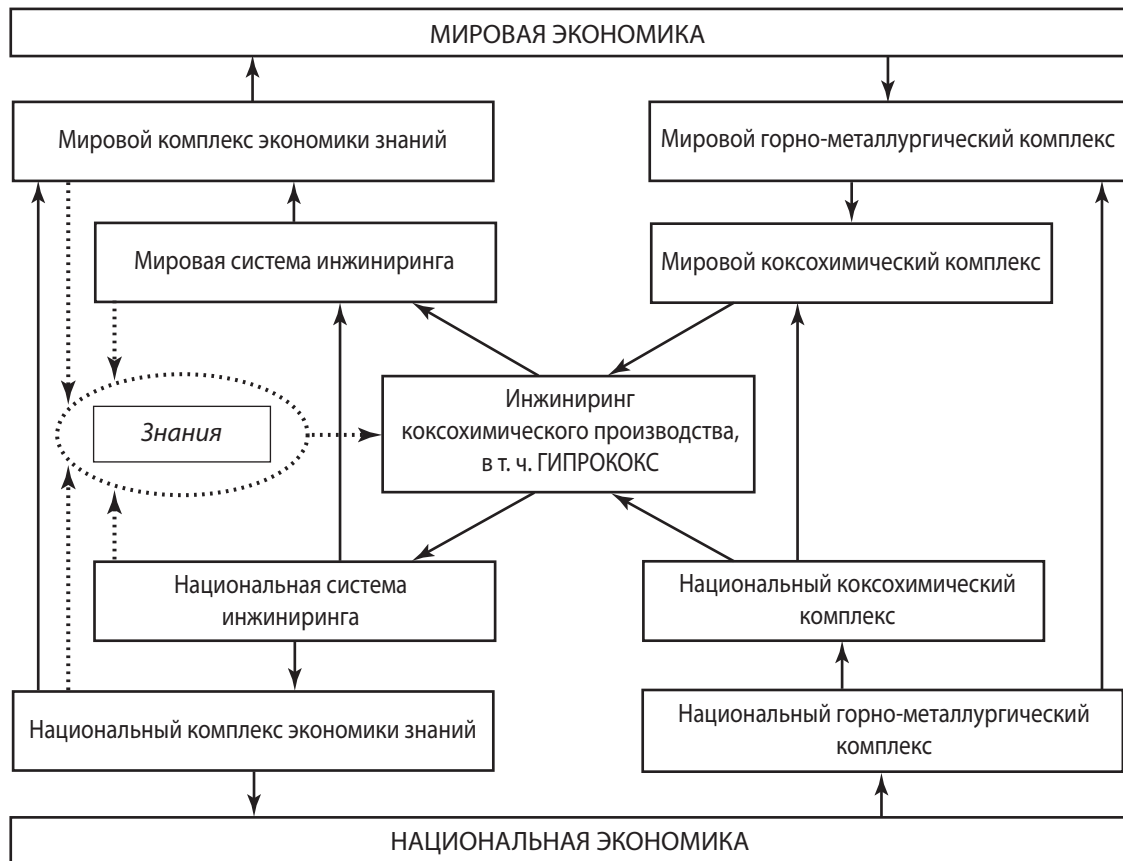 МИРОВАЯ ЭКОНОМИКА
Мировой комплекс экономики знаний
Мировой горно-металлургический комплекс
Мировая система инжиниринга
Мировой коксохимический комплекс
Знания
Инжиниринг
коксохимического производства,
в т. ч. ГИПРОКОКС
Национальная система
инжиниринга
Национальный коксохимический
комплекс
Национальный комплекс экономики знаний
Национальный горно-металлургический
комплекс
НАЦИОНАЛЬНАЯ ЭКОНОМИКА